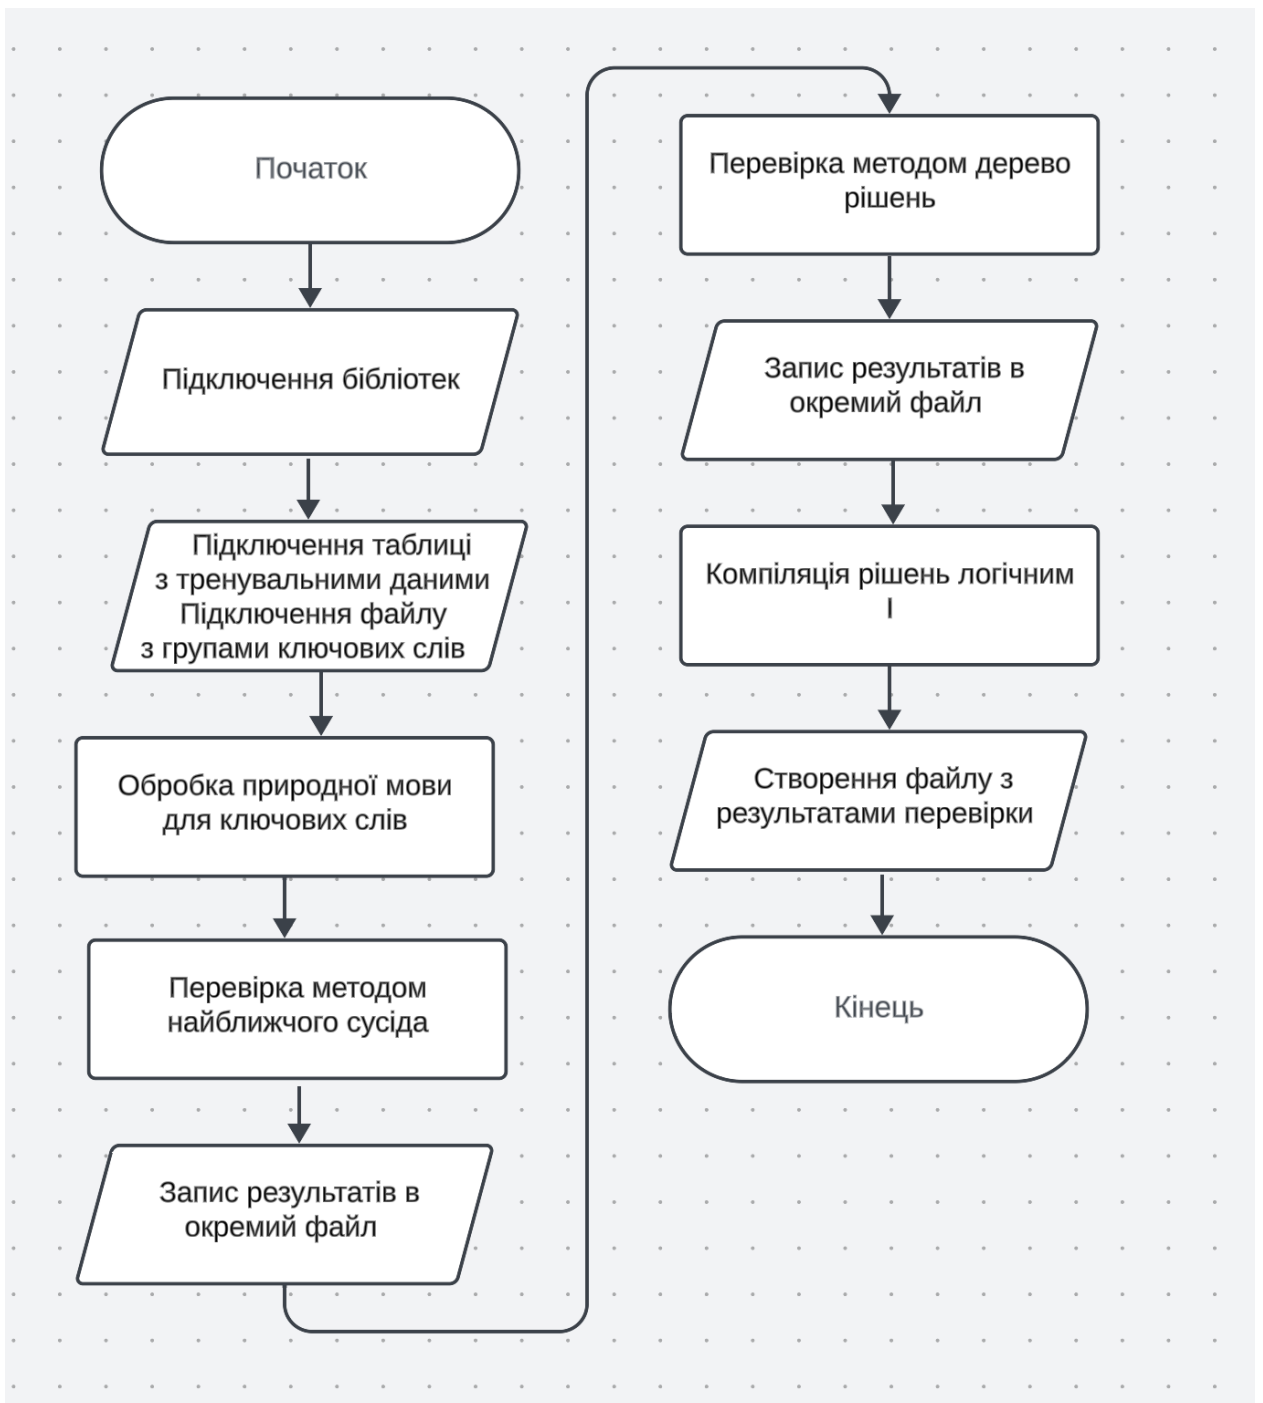 Початок
Підключення бібліотек
Підключення таблиці
з тренувальними даними
Підключення файлу
з групами ключових слів
Обробка природної мови
для ключових слів
Перевірка методом
найближчого сусіда
Запис результатів в
окремий файл
Перевірка методом дерево
рішень
Запис результатів в
окремий файл
Компіляція рішень логічним
І
Створення файлу з
результатами перевірки
Кінець